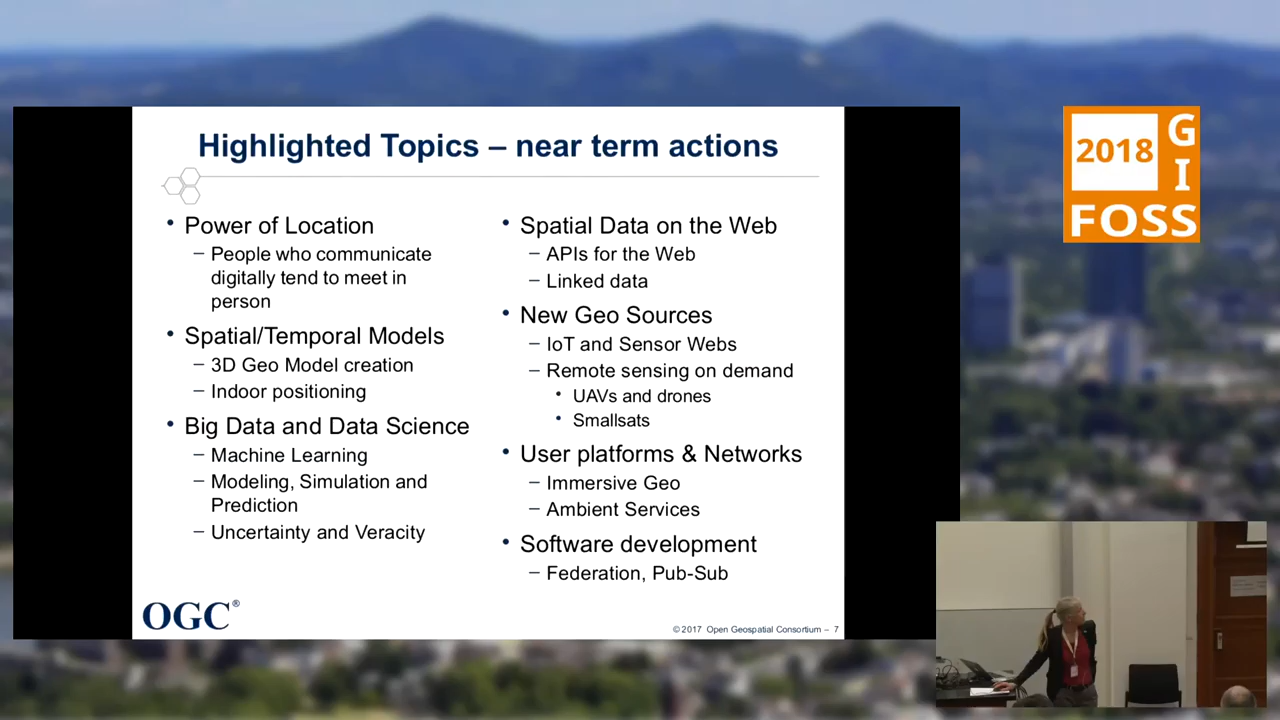 Highlighted Topics – near term actions
• Power of Location
– People who communicate
digitally tend to meet in
person
• Spatial/Temporal Models
– 3D Geo Model creation
– Indoor positioning
• Big Data and Data Science
– Machine Learning
– Modeling, Simulation and
Prediction
– Uncertainty and Veracity
• Spatial Data on the Web
– APIs for the Web
– Linked data
• New Geo Sources
– IoT and Sensor Webs
– Remote sensing on demand
• UAVs and drones
• Smallsats
• User platforms & Networks
– Immersive Geo
– Ambient Services
• Software development
– Federation, Pub-Sub
OGC®
© 2017 Open Geospatial Consortium – 7
2018
GI
FOSS